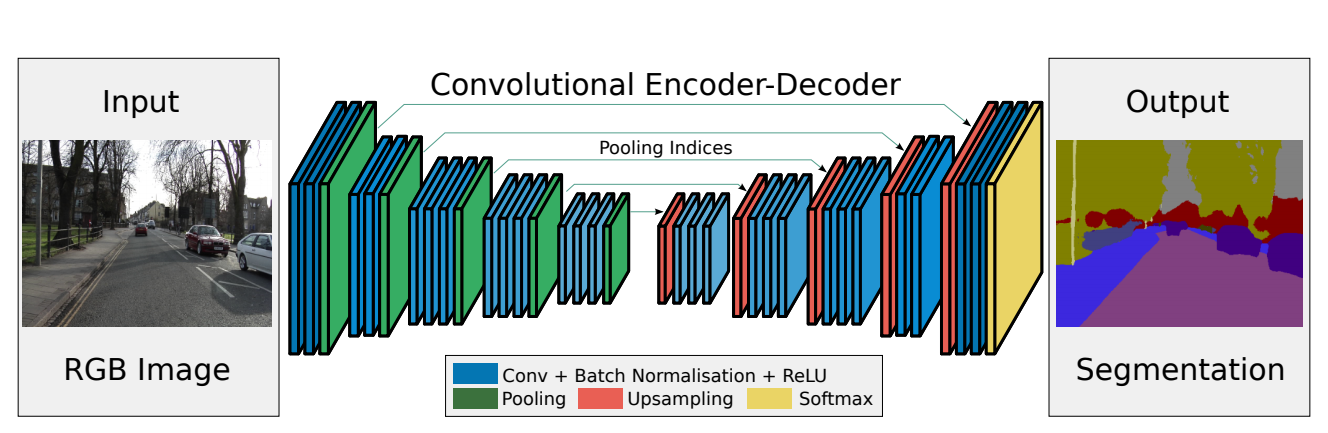 Convolutional Encoder-Decoder
Input
Output
Pooling Indices
RGB Image
Segmentation
Conv + Batch Normalisation + ReLU
Pooling
Upsampling
Softmax